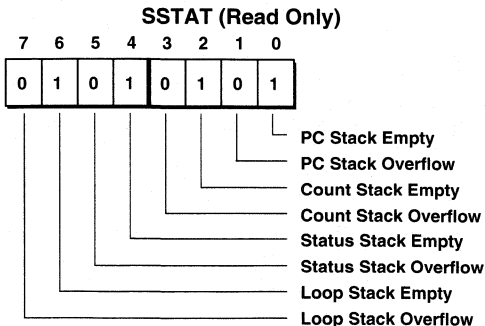 SSTAT (Read Only)
7 6 5 4 3 2 1 0
0 1 0 1 0 1 0 1
PC Stack Empty
PC Stack Overflow
Count Stack Empty
Count Stack Overflow
Status Stack Empty
Status Stack Overflow
Loop Stack Empty
Loop Stack Overflow